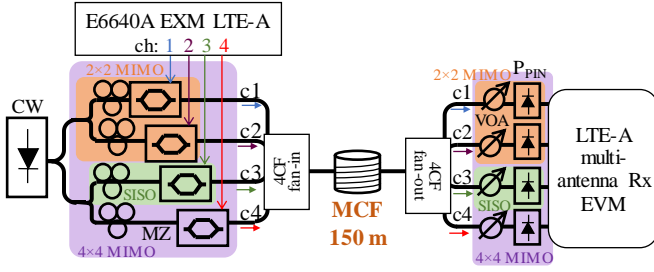 E6640A EXM LTE-A
ch: 1 2 3 4
2×2 MIMO
CW
SISO
MZ
4×4 MIMO
c1
c2
c3
c4
4CF
fan-in
MCF
150 m
4CF
fan-out
c1
c2
c3
c4
2×2 MIMO
P_PIN
VOA
SISO
4×4 MIMO
LTE-A
multi-
antenna Rx
EVM